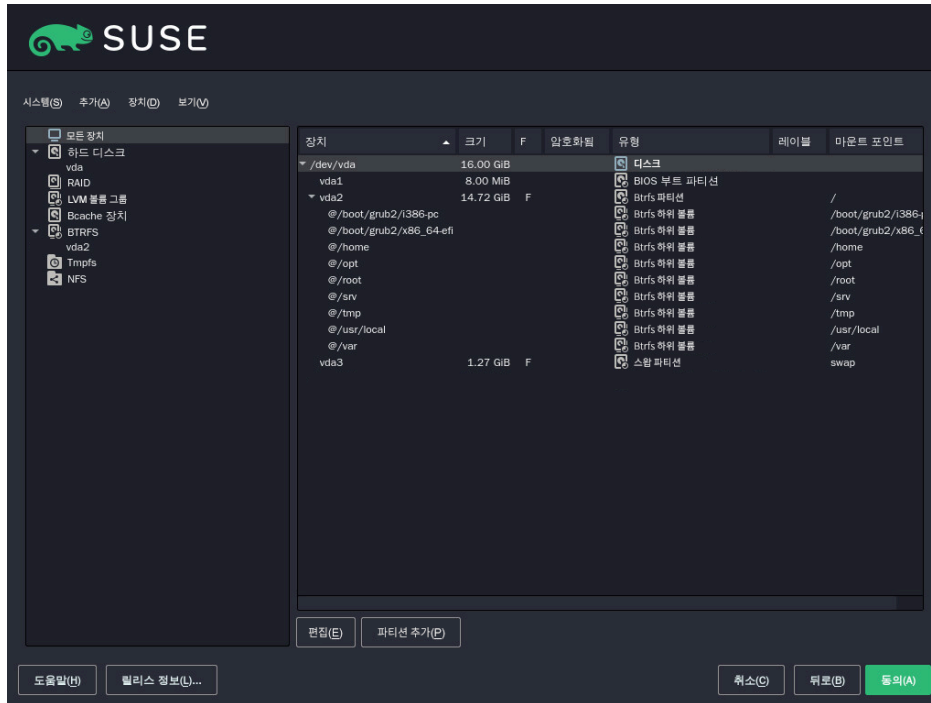 SUSE
시스템(S) 추가(A) 장치(D) 보기(V)
모든 장치
하드 디스크
vda
RAID
LVM 볼륨 그룹
Bcache 장치
BTRFS
vda2
Tmpfs
NFS
장치 크기 F 암호화됨 유형 레이블 마운트 포인트
/dev/vda 16.00 GiB 디스크
vda1 8.00 MiB BIOS 부트 파티션
vda2 14.72 GiB F Btrfs 파티션 /
@/boot/grub2/i386-pc Btrfs 하위 볼륨 /boot/grub2/i386-
@/boot/grub2/x86_64-efi Btrfs 하위 볼륨 /boot/grub2/x86_6
@/home Btrfs 하위 볼륨 /home
@/opt Btrfs 하위 볼륨 /opt
@/root Btrfs 하위 볼륨 /root
@/srv Btrfs 하위 볼륨 /srv
@/tmp Btrfs 하위 볼륨 /tmp
@/usr/local Btrfs 하위 볼륨 /usr/local
@/var Btrfs 하위 볼륨 /var
vda3 1.27 GiB F 스왑 파티션 swap
편집(E) 파티션 추가(P)
도움말(H) 릴리스 정보(L)... 취소(C) 뒤로(B) 동의(A)